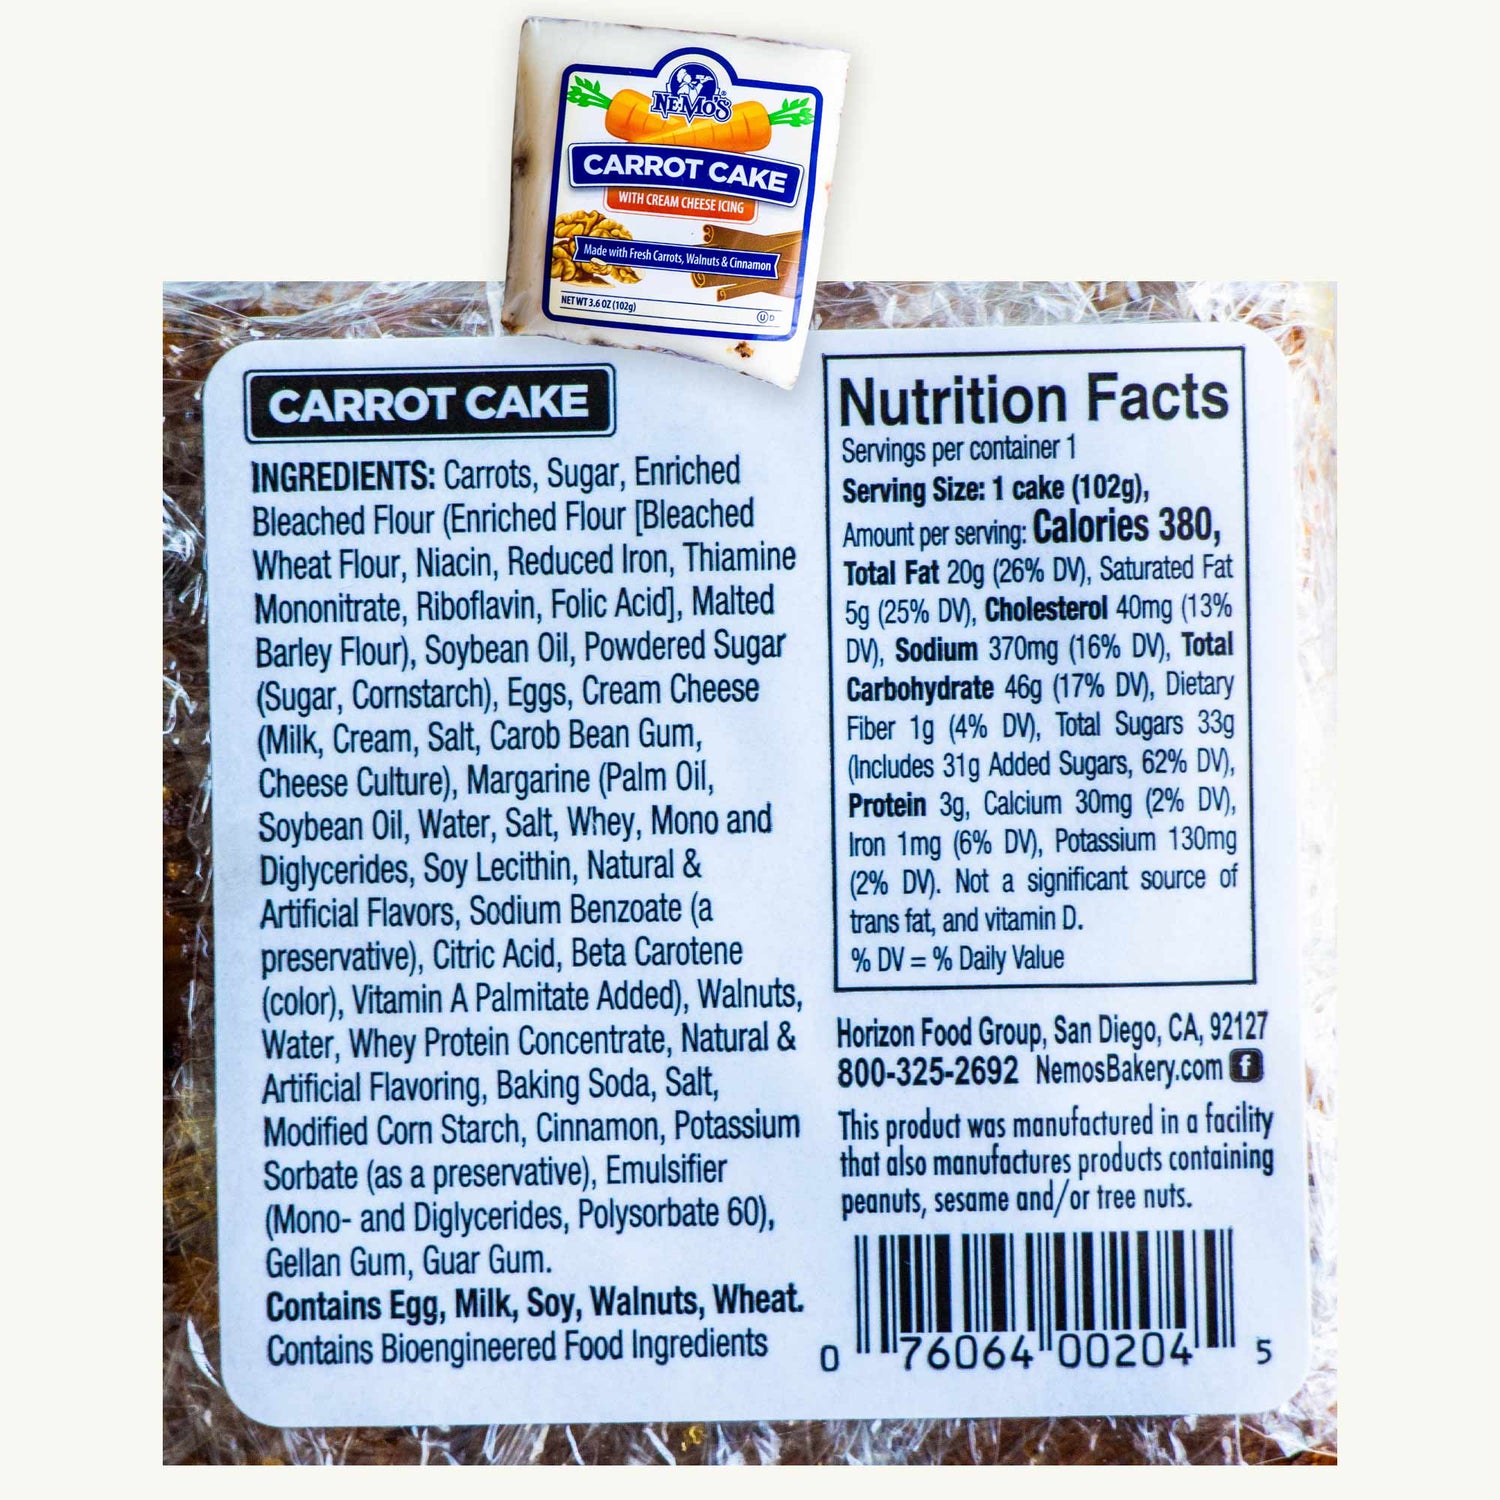 NEMO'S
CARROT CAKE
WITH CREAM CHEESE ICING
Made with Fresh Carrots, Walnuts & Cinnamon
NET WT 3.6 OZ (102g)
U D
CARROT CAKE
INGREDIENTS: Carrots, Sugar, Enriched
Bleached Flour (Enriched Flour [Bleached
Wheat Flour, Niacin, Reduced Iron, Thiamine
Mononitrate, Riboflavin, Folic Acid], Malted
Barley Flour), Soybean Oil, Powdered Sugar
(Sugar, Cornstarch), Eggs, Cream Cheese
(Milk, Cream, Salt, Carob Bean Gum,
Cheese Culture), Margarine (Palm Oil,
Soybean Oil, Water, Salt, Whey, Mono and
Diglycerides, Soy Lecithin, Natural &
Artificial Flavors, Sodium Benzoate (a
preservative), Citric Acid, Beta Carotene
(color), Vitamin A Palmitate Added), Walnuts,
Water, Whey Protein Concentrate, Natural &
Artificial Flavoring, Baking Soda, Salt,
Modified Corn Starch, Cinnamon, Potassium
Sorbate (as a preservative), Emulsifier
(Mono- and Diglycerides, Polysorbate 60),
Gellan Gum, Guar Gum.
Contains Egg, Milk, Soy, Walnuts, Wheat.
Contains Bioengineered Food Ingredients
Nutrition Facts
Servings per container 1
Serving Size: 1 cake (102g),
Amount per serving: Calories 380,
Total Fat 20g (26% DV), Saturated Fat
5g (25% DV), Cholesterol 40mg (13%
DV), Sodium 370mg (16% DV), Total
Carbohydrate 46g (17% DV), Dietary
Fiber 1g (4% DV), Total Sugars 33g
(Includes 31g Added Sugars, 62% DV),
Protein 3g, Calcium 30mg (2% DV),
Iron 1mg (6% DV), Potassium 130mg
(2% DV). Not a significant source of
trans fat, and vitamin D.
% DV = % Daily Value
Horizon Food Group, San Diego, CA, 92127
800-325-2692 NemosBakery.com f
This product was manufactured in a facility
that also manufactures products containing
peanuts, sesame and/or tree nuts.
0 76064 00204 5